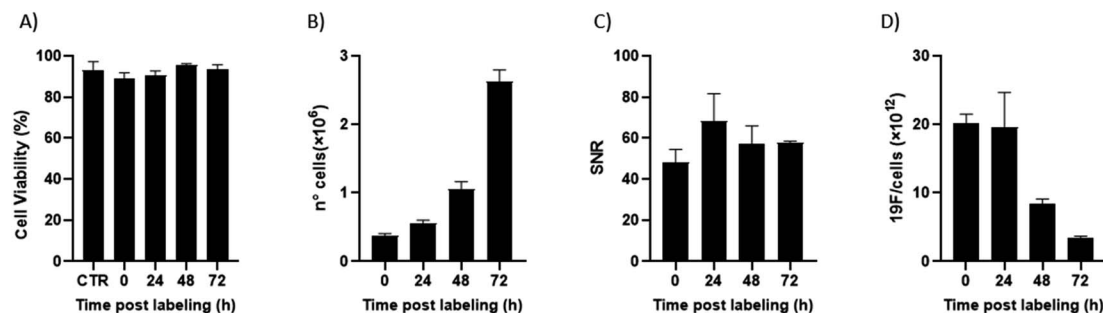 A)
Cell Viability (%)
100
80
60
40
20
0
CTR 0 24 48 72
Time post labeling (h)
B)
n° cells(×10⁶)
3
2
1
0
0 24 48 72
Time post labeling (h)
C)
SNR
100
80
60
40
20
0
0 24 48 72
Time post labeling (h)
D)
19F/cells (×10¹²)
30
20
10
0
0 24 48 72
Time post labeling (h)